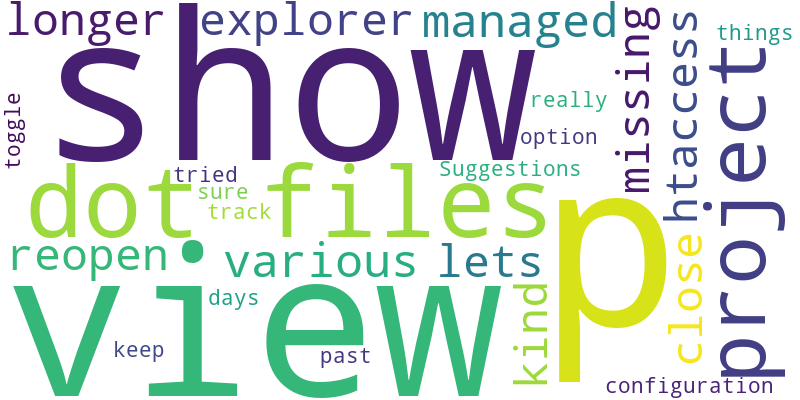 longer
explorer
managed
show
missing
htaccess
project
things
toggle
really
option
dot
files
tried
sure
track
Suggestions
p
reopen
various
lets
view
days
kind
close
keep
past
configuration